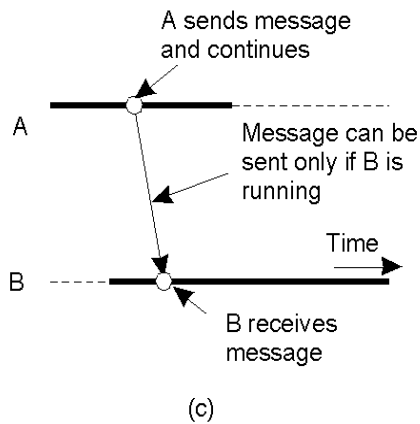 A sends message
and continues
A
Message can be
sent only if B is
running
Time
B
B receives
message
(c)